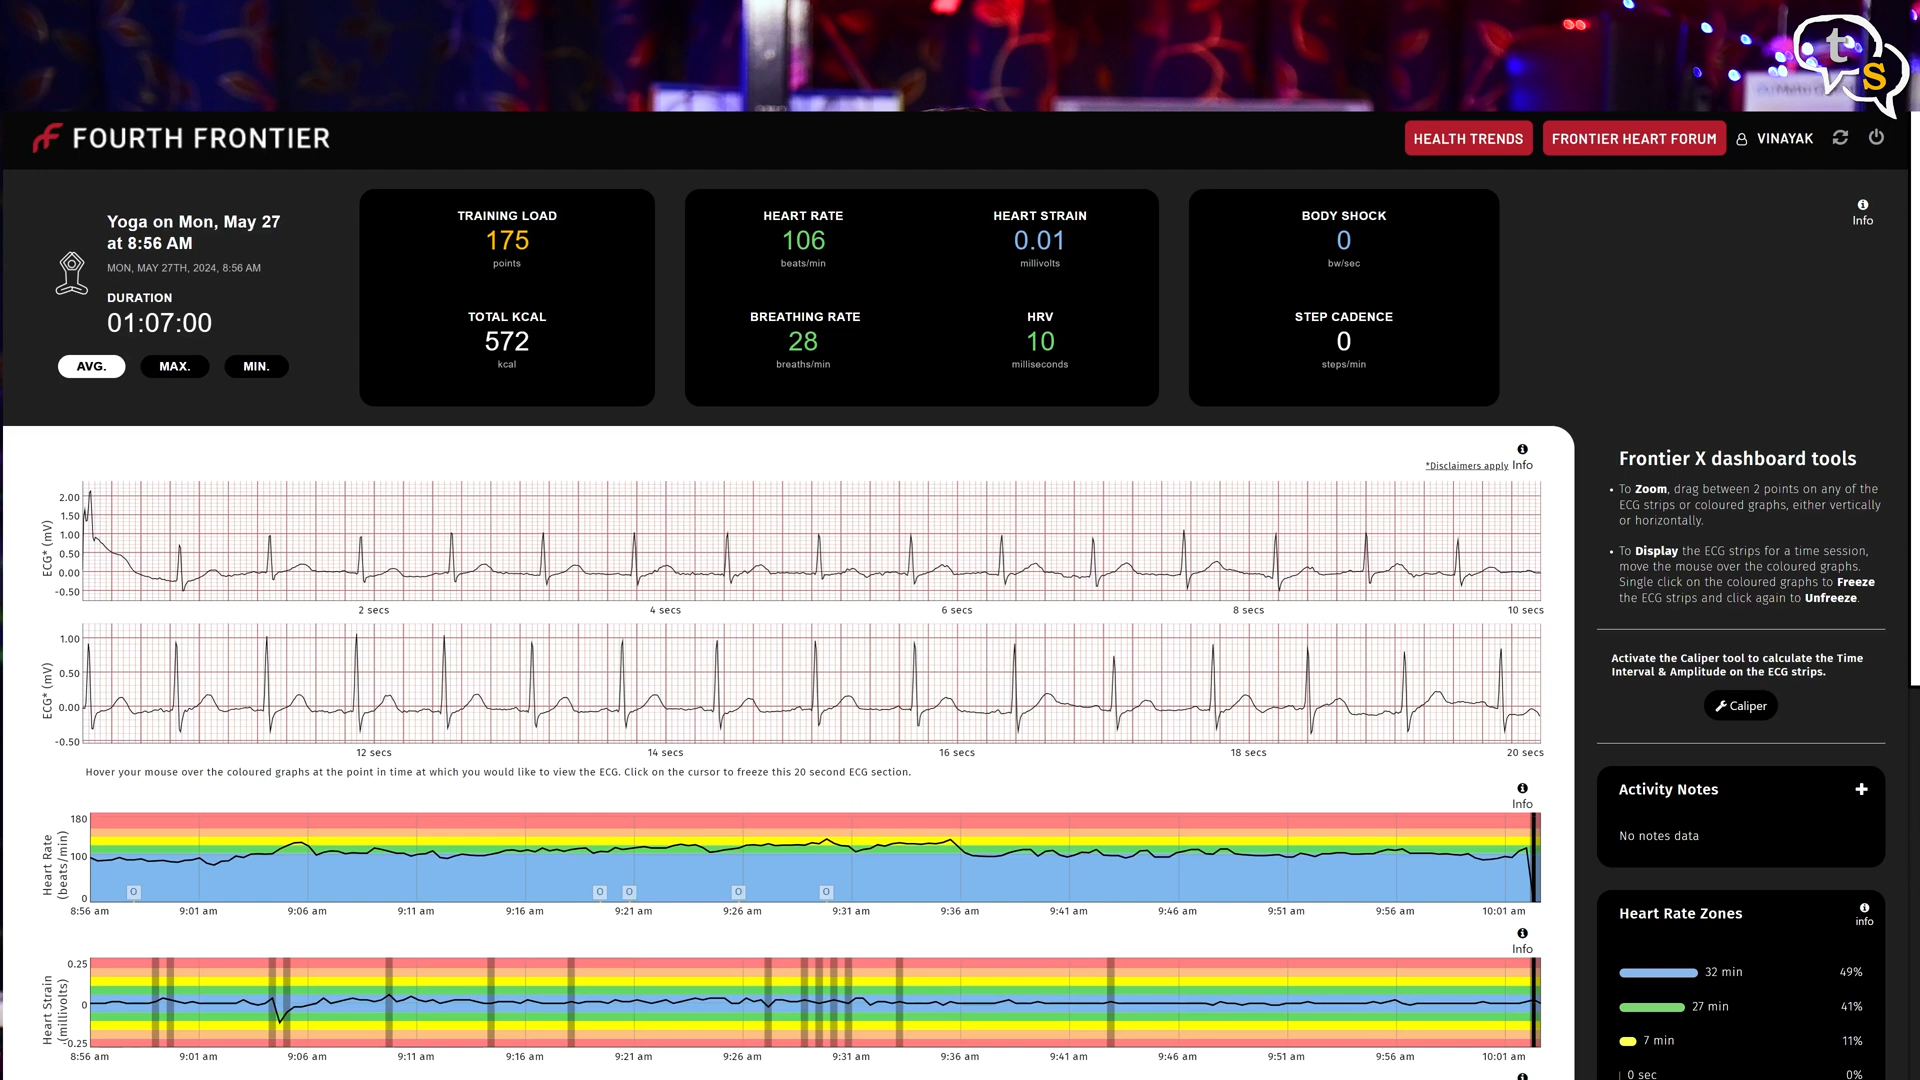 t
S
FOURTH FRONTIER
HEALTH TRENDS
FRONTIER HEART FORUM
VINAYAK
Yoga on Mon, May 27
at 8:56 AM
MON, MAY 27TH, 2024, 8:56 AM
DURATION
01:07:00
AVG.
MAX.
MIN.
TRAINING LOAD
175
points
TOTAL KCAL
572
kcal
HEART RATE
106
beats/min
HEART STRAIN
0.01
millivolts
BREATHING RATE
28
breaths/min
HRV
10
milliseconds
BODY SHOCK
0
bw/sec
STEP CADENCE
0
steps/min
Info
*Disclaimers apply
Info
ECG* (mV)
2.00
1.50
1.00
0.50
0.00
-0.50
2 secs
4 secs
6 secs
8 secs
10 secs
ECG* (mV)
1.00
0.50
0.00
-0.50
12 secs
14 secs
16 secs
18 secs
20 secs
Hover your mouse over the coloured graphs at the point in time at which you would like to view the ECG. Click on the cursor to freeze this 20 second ECG section.
Info
Heart Rate
(beats/min)
180
100
0
O
O
O
O
O
8:56 am
9:01 am
9:06 am
9:11 am
9:16 am
9:21 am
9:26 am
9:31 am
9:36 am
9:41 am
9:46 am
9:51 am
9:56 am
10:01 am
Info
Heart Strain
(millivolts)
0.25
0
-0.25
8:56 am
9:01 am
9:06 am
9:11 am
9:16 am
9:21 am
9:26 am
9:31 am
9:36 am
9:41 am
9:46 am
9:51 am
9:56 am
10:01 am
Frontier X dashboard tools
• To Zoom, drag between 2 points on any of the
ECG strips or coloured graphs, either vertically
or horizontally.
• To Display the ECG strips for a time session,
move the mouse over the coloured graphs.
Single click on the coloured graphs to Freeze
the ECG strips and click again to Unfreeze.
Activate the Caliper tool to calculate the Time
Interval & Amplitude on the ECG strips.
Caliper
Activity Notes
+
No notes data
Heart Rate Zones
info
32 min
49%
27 min
41%
7 min
11%
0 sec
0%